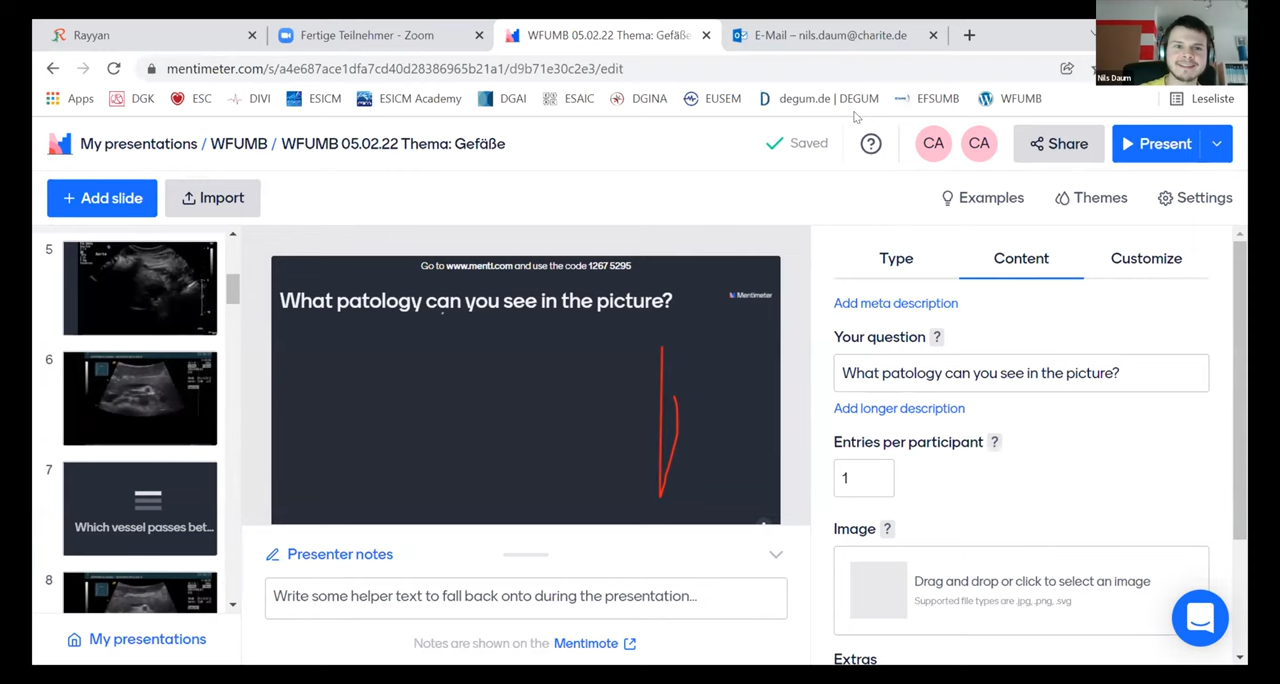 Rayyan
Fertige Teilnehmer - Zoom
WFUMB 05.02.22 Thema: Gefäße
E-Mail – nils.daum@charite.de
Nils Daum
mentimeter.com/s/a4e687ace1dfa7cd40d28386965b21a1/d9b71e30c2e3/edit
Apps DGK ESC DIVI ESICM ESICM Academy DGAI ESAIC DGINA EUSEM degum.de | DEGUM EFSUMB WFUMB Leseliste
My presentations / WFUMB / WFUMB 05.02.22 Thema: Gefäße
Saved
?
CA
CA
Share
Present
+ Add slide
Import
Examples
Themes
Settings
5
6
7
Which vessel passes bet...
8
My presentations
Go to www.menti.com and use the code 1267 5295
What patology can you see in the picture?
Mentimeter
Presenter notes
Write some helper text to fall back onto during the presentation...
Notes are shown on the Mentimote
Type
Content
Customize
Add meta description
Your question ?
What patology can you see in the picture?
Add longer description
Entries per participant ?
1
Image ?
Drag and drop or click to select an image
Supported file types are .jpg, .png, .svg
Extras